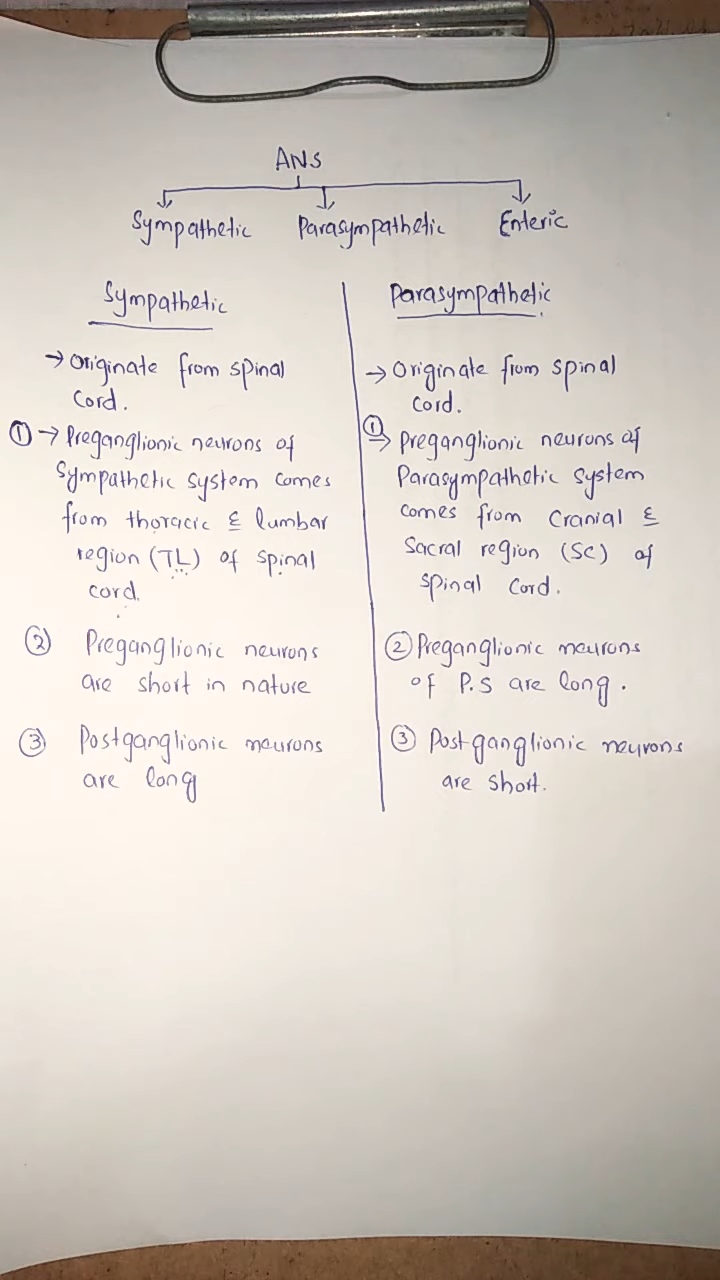 ANS
Sympathetic Parasympathetic Enteric
Sympathetic
→ Originate from spinal
cord.
① → Preganglionic neurons of
Sympathetic system comes
from thoracic & lumbar
region (TL) of spinal
cord.
② Preganglionic neurons
are short in nature
③ Postganglionic neurons
are long
Parasympathetic
→ Originate from spinal
cord.
① → Preganglionic neurons of
Parasympathetic system
comes from Cranial &
Sacral region (SC) of
spinal cord.
② Preganglionic neurons
of P.S are long.
③ Postganglionic neurons
are short.